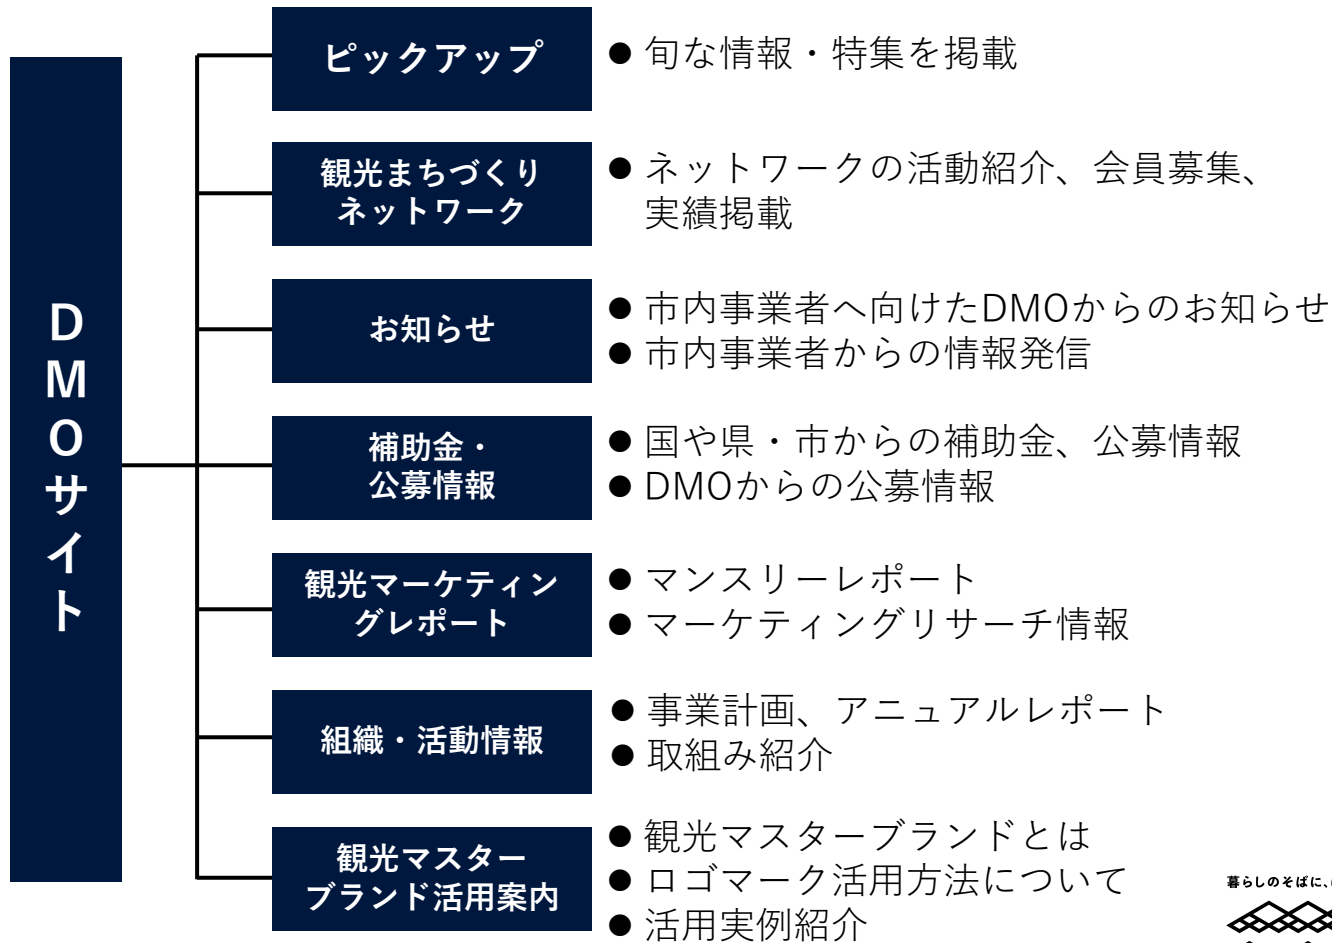 DMOサイト
ピックアップ
● 旬な情報・特集を掲載
観光まちづくり
ネットワーク
● ネットワークの活動紹介、会員募集、
実績掲載
お知らせ
● 市内事業者へ向けたDMOからのお知らせ
● 市内事業者からの情報発信
補助金・
公募情報
● 国や県・市からの補助金、公募情報
● DMOからの公募情報
観光マーケティン
グレポート
● マンスリーレポート
● マーケティングリサーチ情報
組織・活動情報
● 事業計画、アニュアルレポート
● 取組み紹介
観光マスター
ブランド活用案内
● 観光マスターブランドとは
● ロゴマーク活用方法について
● 活用実例紹介
暮らしのそばに、